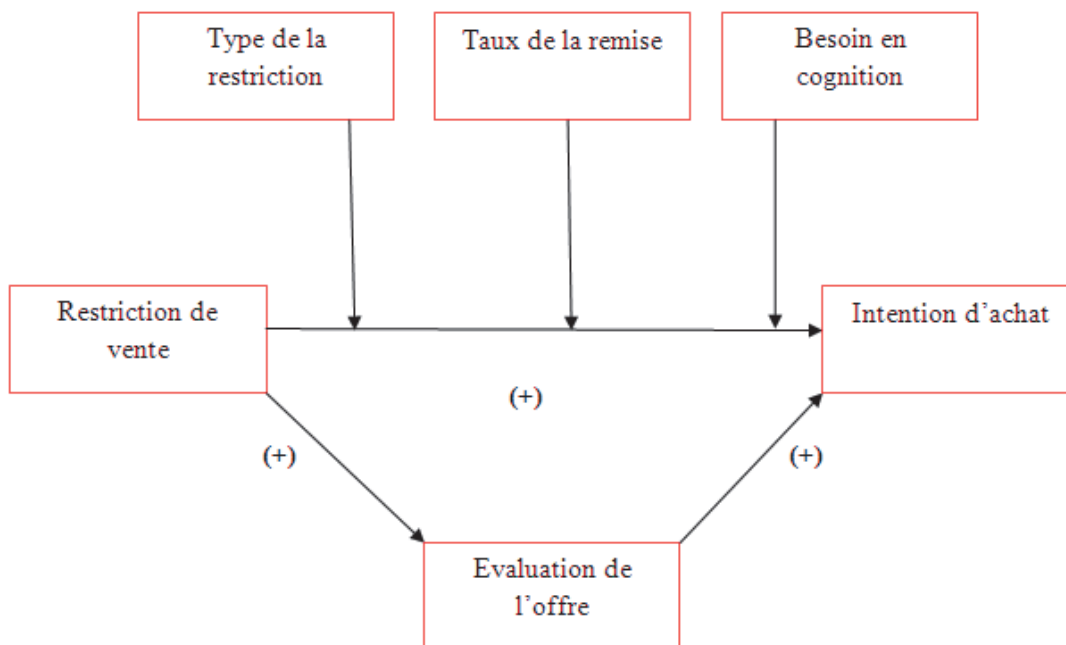 Type de la
restriction
Taux de la remise
Besoin en
cognition
Restriction de
vente
Intention d’achat
(+)
(+)
(+)
Evaluation de
l’offre